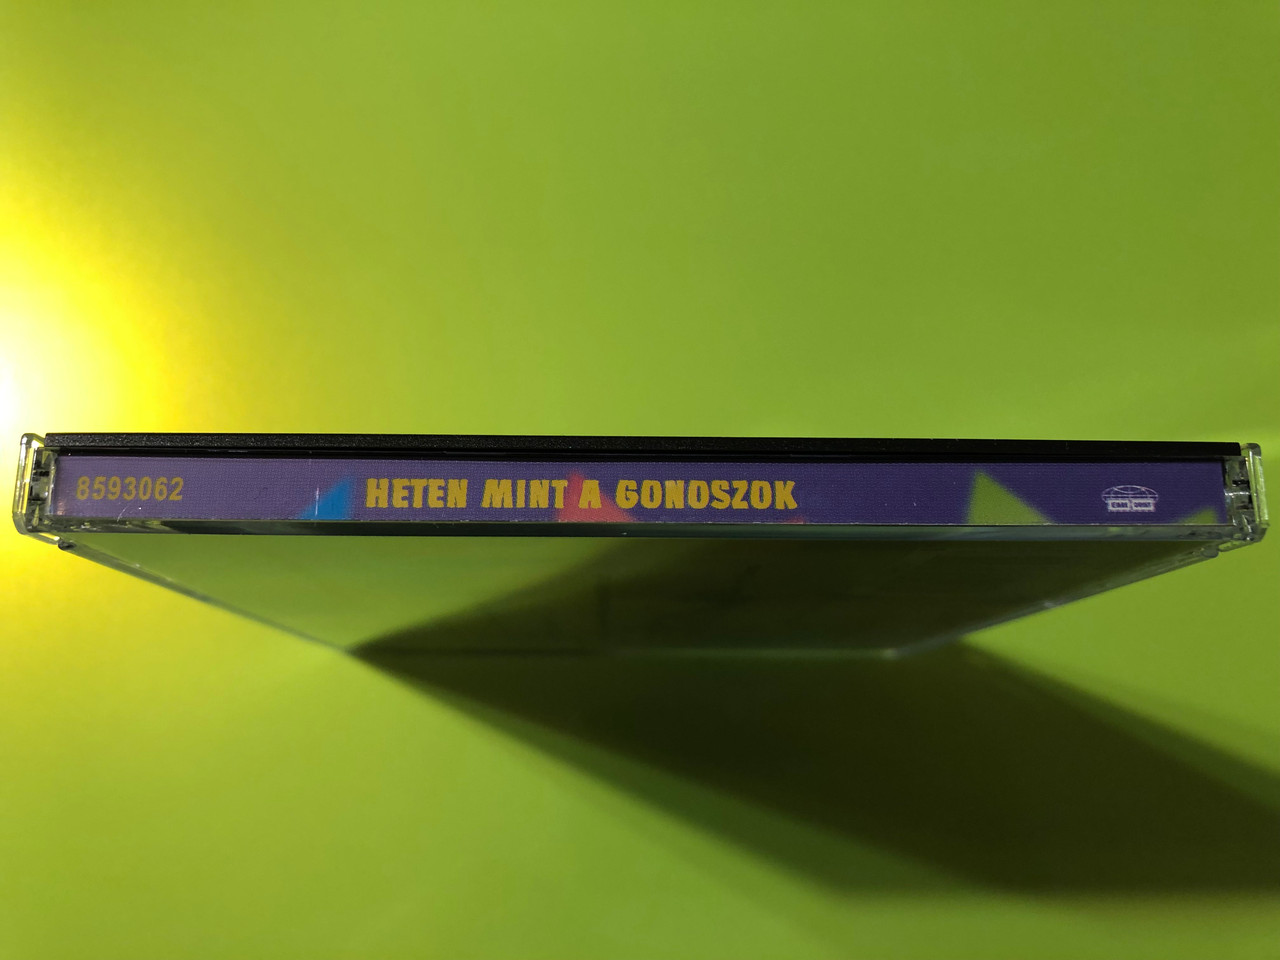 8593062 HETEN MINT A GONOSZOK